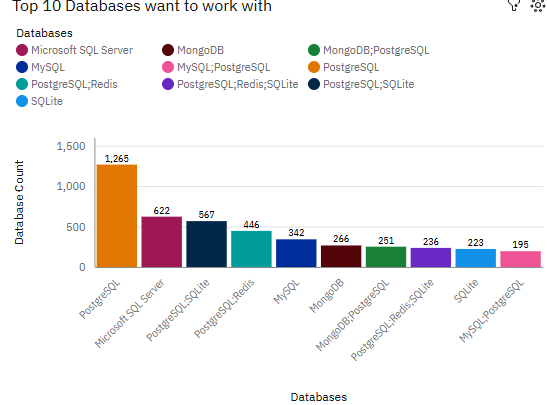 Top 10 Databases want to work with
Databases
Microsoft SQL Server MongoDB MongoDB;PostgreSQL
MySQL MySQL;PostgreSQL PostgreSQL
PostgreSQL;Redis PostgreSQL;Redis;SQLite PostgreSQL;SQLite
SQLite
Database Count
1,500
1,000
500
0
1,265
622
567
446
342
266
251
236
223
195
PostgreSQL
Microsoft SQL Server
PostgreSQL;SQLite
PostgreSQL;Redis
MySQL
MongoDB
MongoDB;PostgreSQL
PostgreSQL;Redis;SQLite
SQLite
MySQL;PostgreSQL
Databases